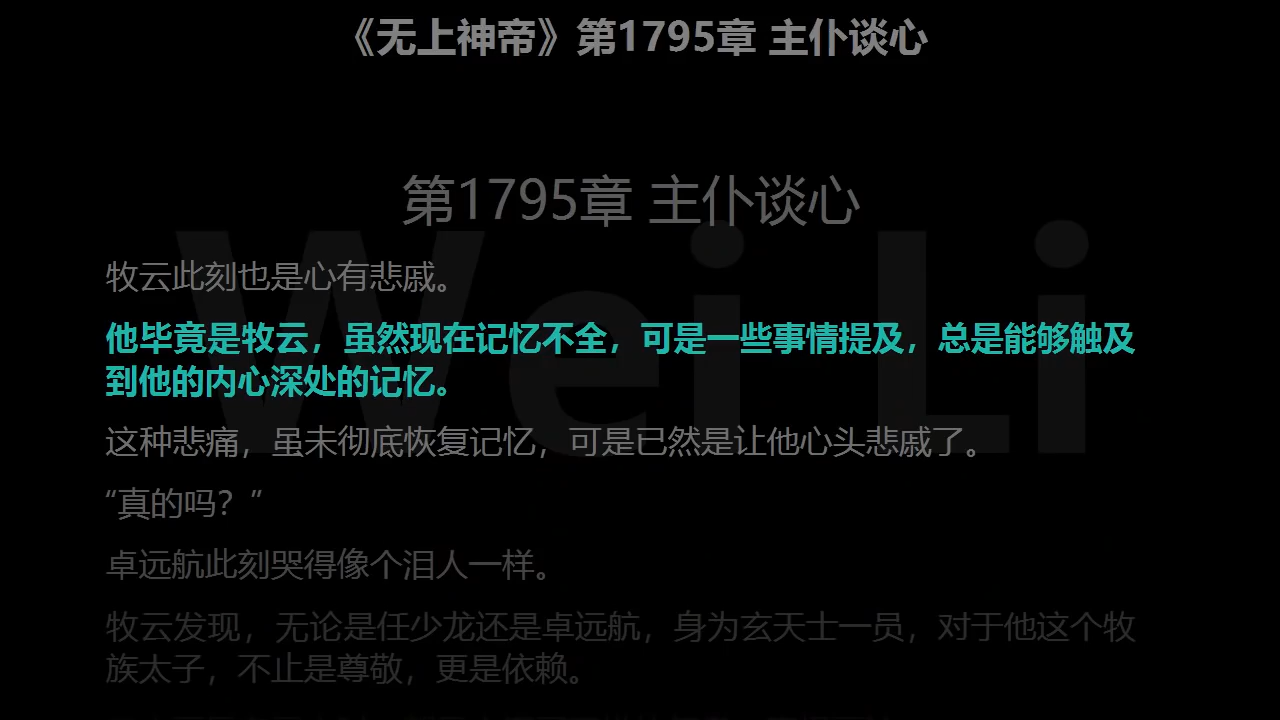 《无上神帝》第1795章 主仆谈心
第1795章 主仆谈心
Wei Li
牧云此刻也是心有悲戚。
他毕竟是牧云，虽然现在记忆不全，可是一些事情提及，总是能够触及
到他的内心深处的记忆。
这种悲痛，虽未彻底恢复记忆，可是已然是让他心头悲戚了。
“真的吗？”
卓远航此刻哭得像个泪人一样。
牧云发现，无论是任少龙还是卓远航，身为玄天士一员，对于他这个牧
族太子，不止是尊敬，更是依赖。